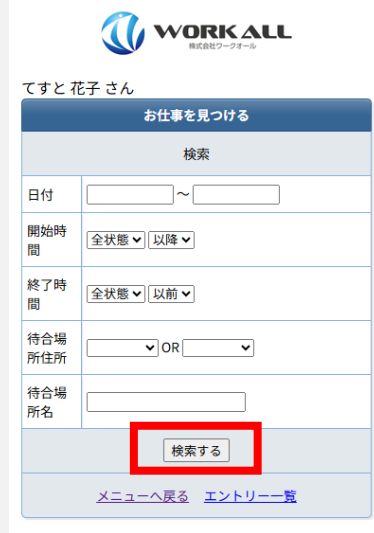 WORK ALL
株式会社ワークオール
てすと 花子 さん
お仕事を見つける
検索
日付 ～
開始時間 全状態 以降
終了時間 全状態 以前
待合場所住所 OR
待合場所名
検索する
メニューへ戻る エントリー一覧